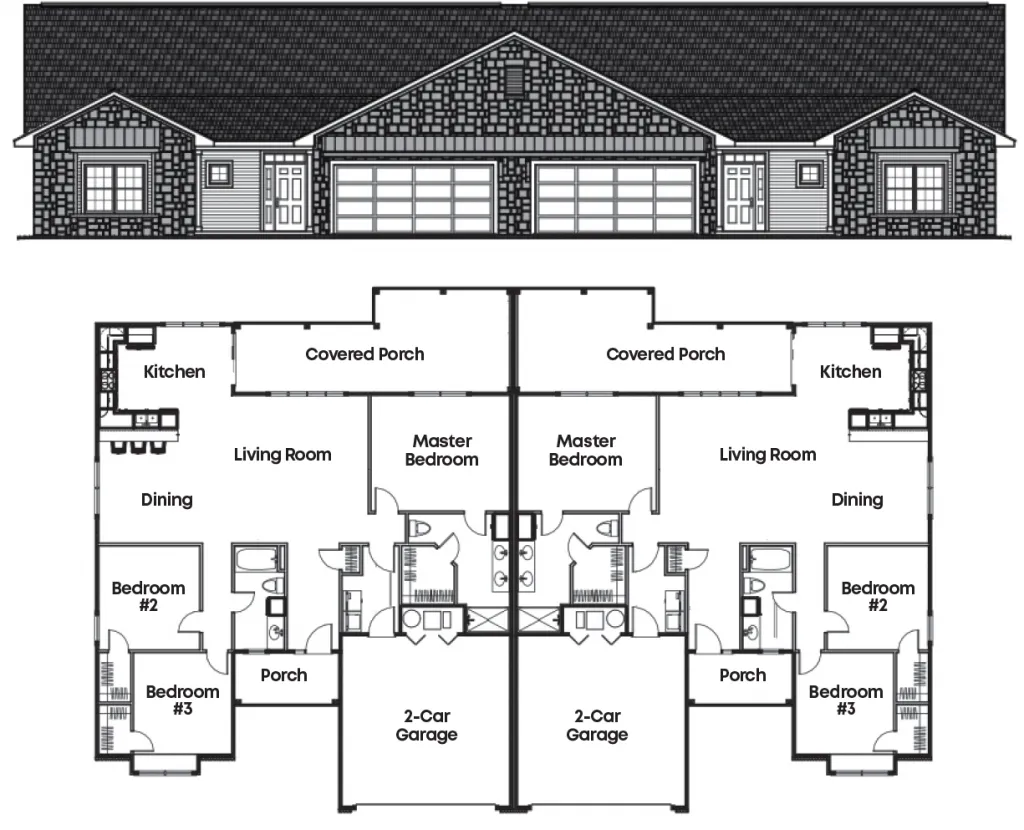 Covered Porch
Covered Porch
Kitchen
Kitchen
Master
Bedroom
Master
Bedroom
Living Room
Living Room
Dining
Dining
Bedroom
#2
Bedroom
#2
Porch
Porch
Bedroom
#3
Bedroom
#3
2-Car
Garage
2-Car
Garage